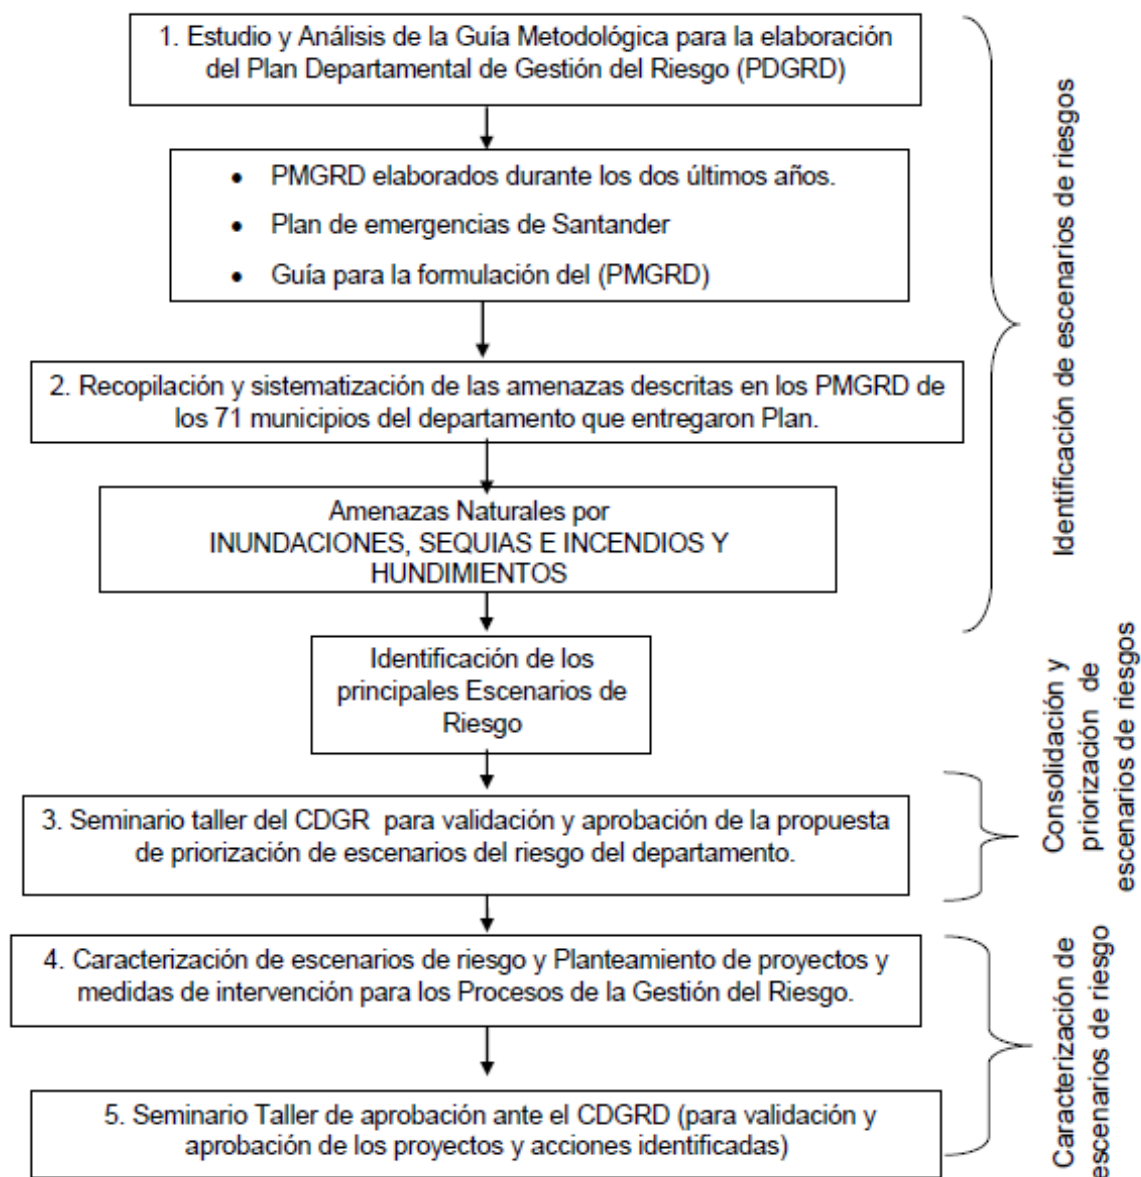 1. Estudio y Análisis de la Guía Metodológica para la elaboración
del Plan Departamental de Gestión del Riesgo (PDGRD)
• PMGRD elaborados durante los dos últimos años.
• Plan de emergencias de Santander
• Guía para la formulación del (PMGRD)
2. Recopilación y sistematización de las amenazas descritas en los PMGRD de
los 71 municipios del departamento que entregaron Plan.
Amenazas Naturales por
INUNDACIONES, SEQUIAS E INCENDIOS Y
HUNDIMIENTOS
Identificación de escenarios de riesgos
Identificación de los
principales Escenarios de
Riesgo
3. Seminario taller del CDGR para validación y aprobación de la propuesta
de priorización de escenarios del riesgo del departamento.
Consolidación y
priorización de
escenarios de riesgos
4. Caracterización de escenarios de riesgo y Planteamiento de proyectos y
medidas de intervención para los Procesos de la Gestión del Riesgo.
5. Seminario Taller de aprobación ante el CDGRD (para validación y
aprobación de los proyectos y acciones identificadas)
Caracterización de
escenarios de riesgo